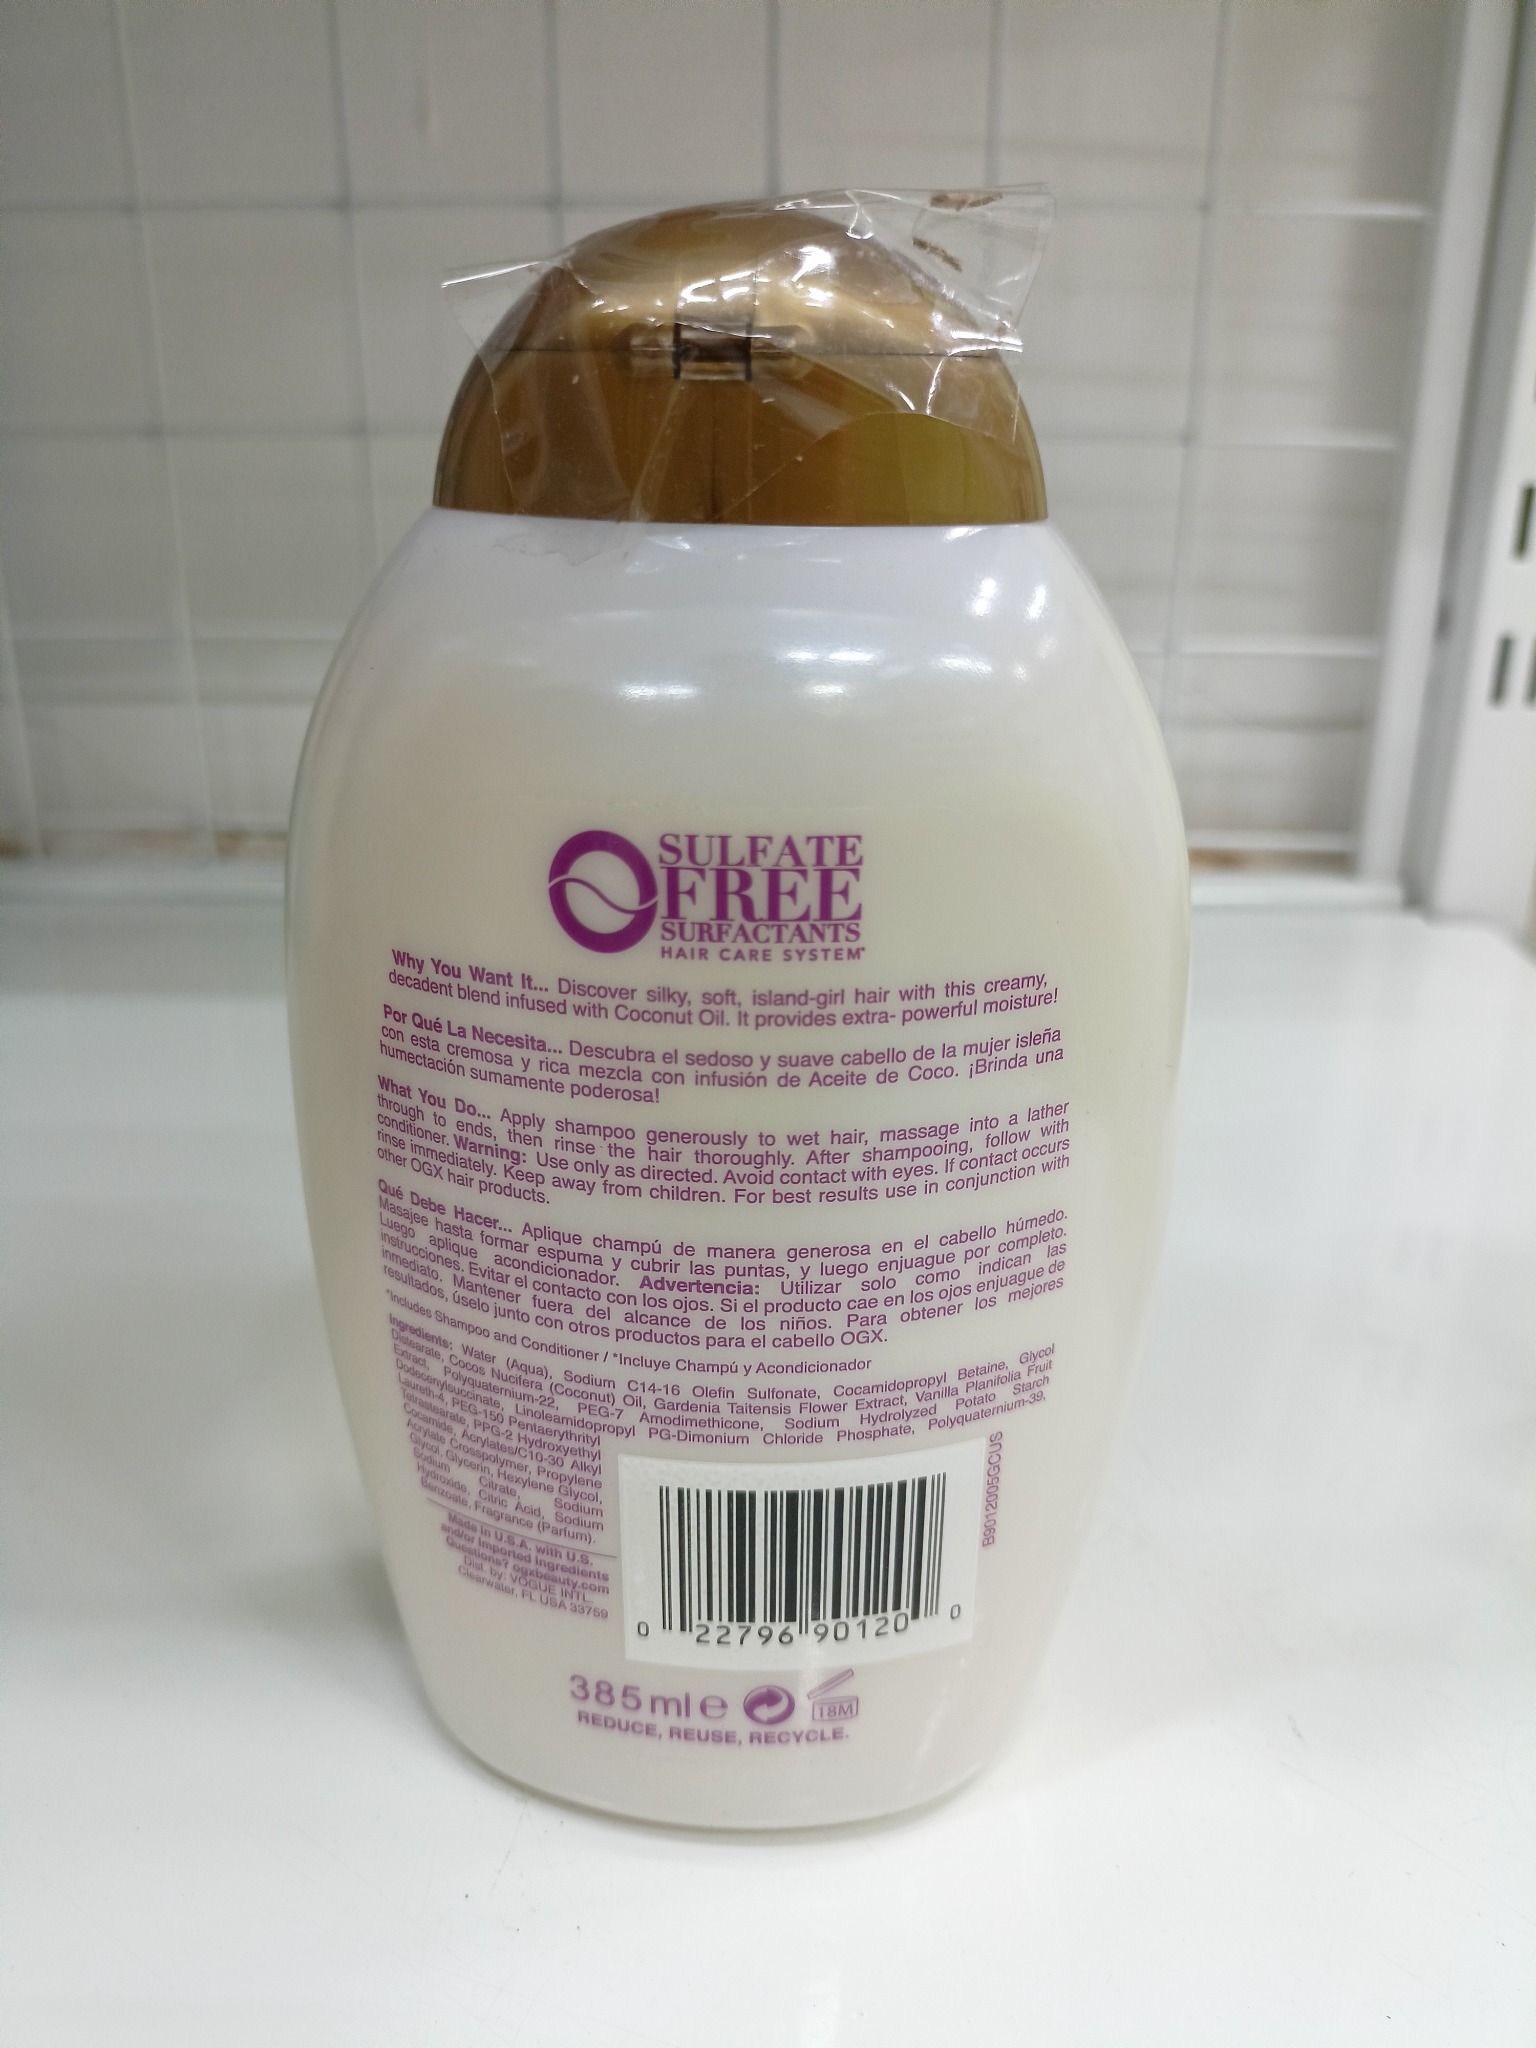 SULFATE
FREE
SURFACTANTS
HAIR CARE SYSTEM
Why You Want It... Discover silky, soft, island-girl hair with this creamy,
decadent blend infused with Coconut Oil. It provides extra- powerful moisture!
Por Qué La Necesita... Descubra el sedoso y suave cabello de la mujer isleña
con esta cremosa y rica mezcla con infusión de Aceite de Coco. ¡Brinda una
humectación sumamente poderosa!
What You Do... Apply shampoo generously to wet hair, massage into a lather
through to ends, then rinse the hair thoroughly. After shampooing, follow with
conditioner. Warning: Use only as directed. Avoid contact with eyes. If contact occurs
rinse immediately. Keep away from children. For best results use in conjunction with
other OGX hair products.
Qué Debe Hacer... Aplique champú de manera generosa en el cabello húmedo.
Masajee hasta formar espuma y cubrir las puntas, y luego enjuague por completo.
Luego aplique acondicionador. Advertencia: Utilizar solo como indican las
instrucciones. Evitar el contacto con los ojos. Si el producto cae en los ojos enjuague de
inmediato. Mantener fuera del alcance de los niños. Para obtener los mejores
resultados, úselo junto con otros productos para el cabello OGX.
*Includes Shampoo and Conditioner / *Incluye Champú y Acondicionador
Ingredients: Water (Aqua), Sodium C14-16 Olefin Sulfonate, Cocamidopropyl Betaine, Glycol
Distearate, Cocos Nucifera (Coconut) Oil, Gardenia Taitensis Flower Extract, Vanilla Planifolia Fruit
Extract, Polyquaternium-22, PEG-7 Amodimethicone, Sodium Hydrolyzed Potato Starch
Dodecenylsuccinate, Linoleamidopropyl PG-Dimonium Chloride Phosphate, Polyquaternium-39,
Laureth-4, PEG-150 Pentaerythrityl
Tetrastearate, PPG-2 Hydroxyethyl
Cocamide, Acrylates/C10-30 Alkyl
Acrylate Crosspolymer, Propylene
Glycol, Glycerin, Hexylene Glycol,
Sodium Citrate, Sodium
Hydroxide, Citric Acid, Sodium
Benzoate, Fragrance (Parfum).
Made in U.S.A. with U.S.
and/or imported ingredients
Questions? ogxbeauty.com
Dist. by: VOGUE INTL.
Clearwater, FL USA 33759
B9012005GCUS
0 22796 90120 0
385 ml e
18M
REDUCE, REUSE, RECYCLE.